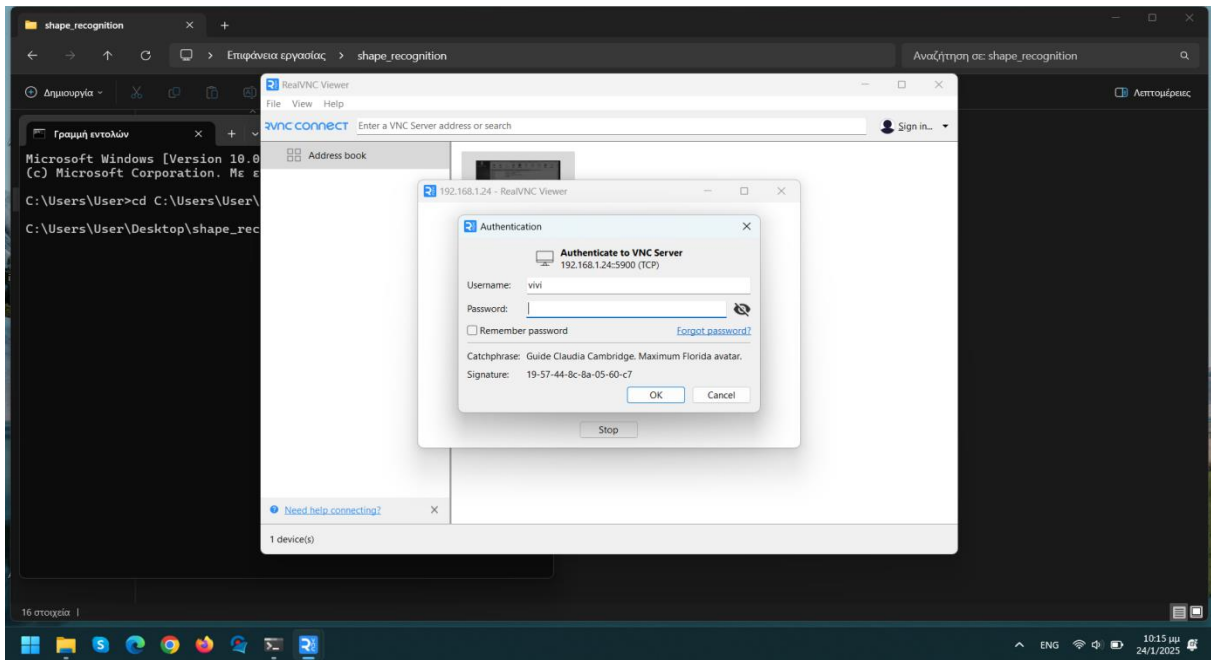 shape_recognition
Επιφάνεια εργασίας > shape_recognition
Αναζήτηση σε: shape_recognition
Δημιουργία
Λεπτομέρειες
Γραμμή εντολών
Microsoft Windows [Version 10.0
(c) Microsoft Corporation. Με ε
C:\Users\User>cd C:\Users\User\
C:\Users\User\Desktop\shape_rec
RealVNC Viewer
File View Help
RVNC CONNECT Enter a VNC Server address or search Sign in...
Address book
192.168.1.24 - RealVNC Viewer
Authentication
Authenticate to VNC Server
192.168.1.24::5900 (TCP)
Username: vivi
Password:
Remember password Forgot password?
Catchphrase: Guide Claudia Cambridge. Maximum Florida avatar.
Signature: 19-57-44-8c-8a-05-60-c7
OK Cancel
Stop
Need help connecting?
1 device(s)
16 στοιχεία
ENG
10:15 μμ
24/1/2025